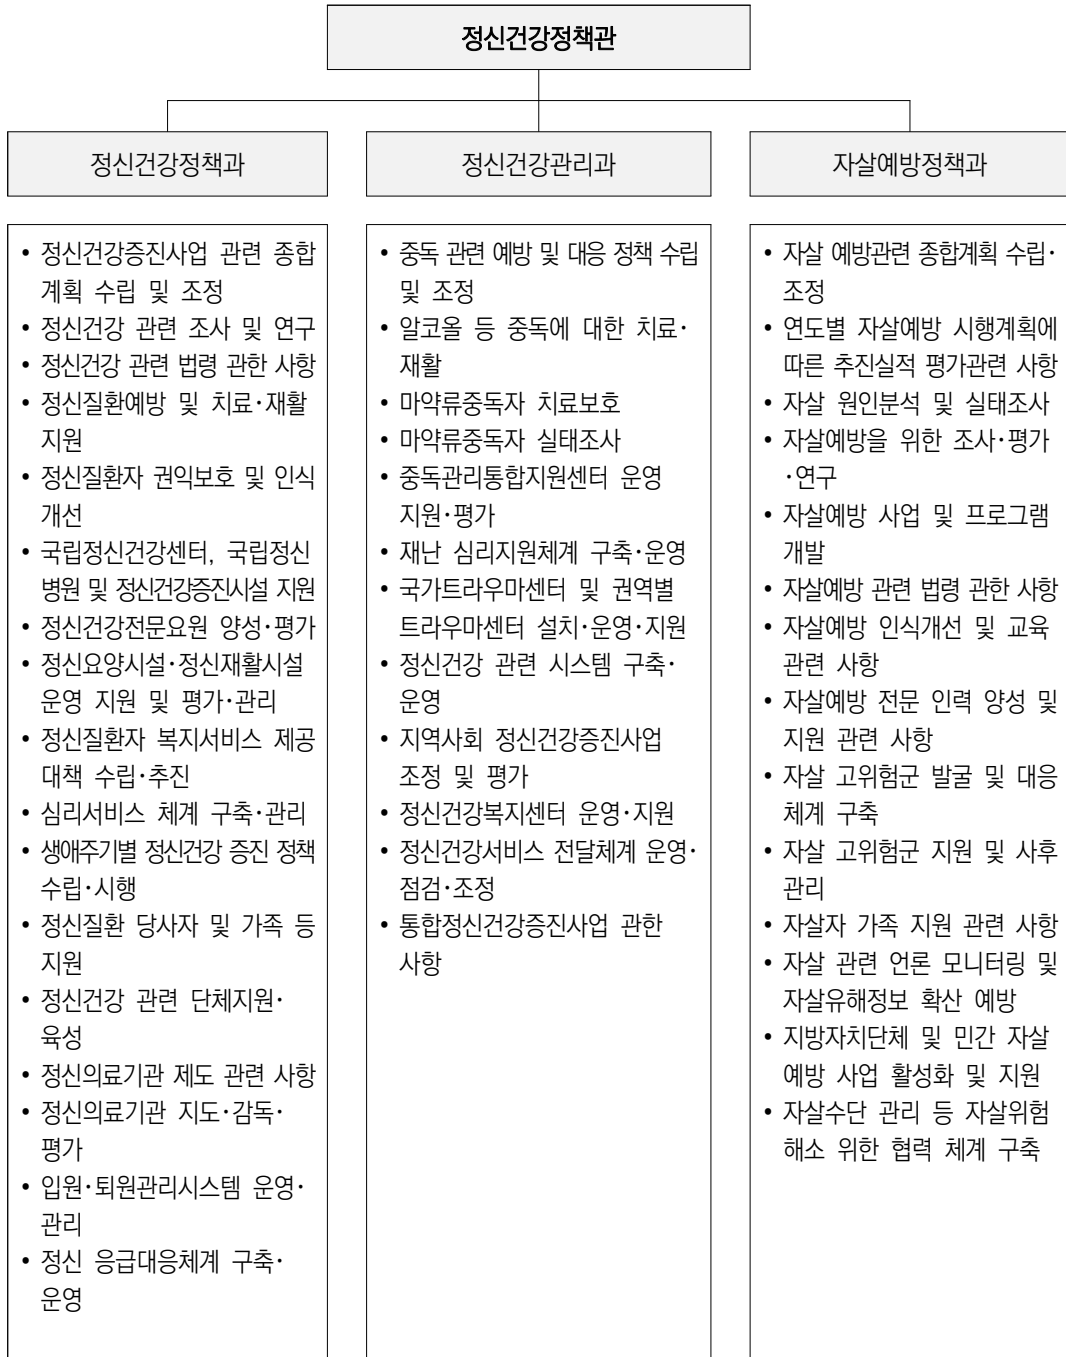 정신건강정책관
정신건강정책과
정신건강관리과
자살예방정책과
• 정신건강증진사업 관련 종합
계획 수립 및 조정
• 정신건강 관련 조사 및 연구
• 정신건강 관련 법령 관한 사항
• 정신질환예방 및 치료·재활
지원
• 정신질환자 권익보호 및 인식
개선
• 국립정신건강센터, 국립정신
병원 및 정신건강증진시설 지원
• 정신건강전문요원 양성·평가
• 정신요양시설·정신재활시설
운영 지원 및 평가·관리
• 정신질환자 복지서비스 제공
대책 수립·추진
• 심리서비스 체계 구축·관리
• 생애주기별 정신건강 증진 정책
수립·시행
• 정신질환 당사자 및 가족 등
지원
• 정신건강 관련 단체지원·
육성
• 정신의료기관 제도 관련 사항
• 정신의료기관 지도·감독·
평가
• 입원·퇴원관리시스템 운영·
관리
• 정신 응급대응체계 구축·
운영
• 중독 관련 예방 및 대응 정책 수립
및 조정
• 알코올 등 중독에 대한 치료·
재활
• 마약류중독자 치료보호
• 마약류중독자 실태조사
• 중독관리통합지원센터 운영
지원·평가
• 재난 심리지원체계 구축·운영
• 국가트라우마센터 및 권역별
트라우마센터 설치·운영·지원
• 정신건강 관련 시스템 구축·
운영
• 지역사회 정신건강증진사업
조정 및 평가
• 정신건강복지센터 운영·지원
• 정신건강서비스 전달체계 운영·
점검·조정
• 통합정신건강증진사업 관한
사항
• 자살 예방관련 종합계획 수립·
조정
• 연도별 자살예방 시행계획에
따른 추진실적 평가관련 사항
• 자살 원인분석 및 실태조사
• 자살예방을 위한 조사·평가
·연구
• 자살예방 사업 및 프로그램
개발
• 자살예방 관련 법령 관한 사항
• 자살예방 인식개선 및 교육
관련 사항
• 자살예방 전문 인력 양성 및
지원 관련 사항
• 자살 고위험군 발굴 및 대응
체계 구축
• 자살 고위험군 지원 및 사후
관리
• 자살자 가족 지원 관련 사항
• 자살 관련 언론 모니터링 및
자살유해정보 확산 예방
• 지방자치단체 및 민간 자살
예방 사업 활성화 및 지원
• 자살수단 관리 등 자살위험
해소 위한 협력 체계 구축